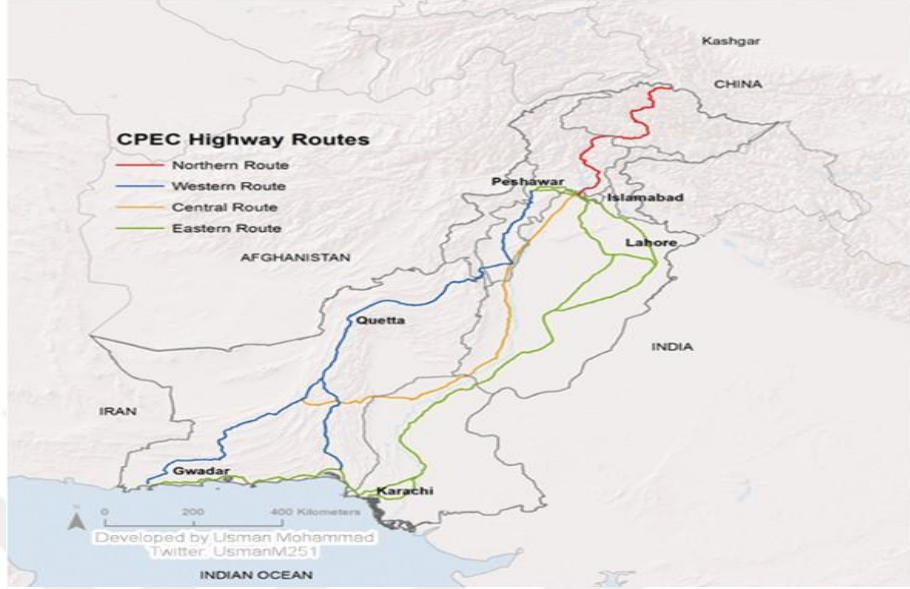 Kashgar
CHINA
CPEC Highway Routes
Northern Route
Western Route
Central Route
Eastern Route
Peshawar
Islamabad
Lahore
AFGHANISTAN
Quetta
INDIA
IRAN
Gwadar
Karachi
N
0 200 400 Kilometers
Developed by Usman Mohammad
Twitter: UsmanM251
INDIAN OCEAN